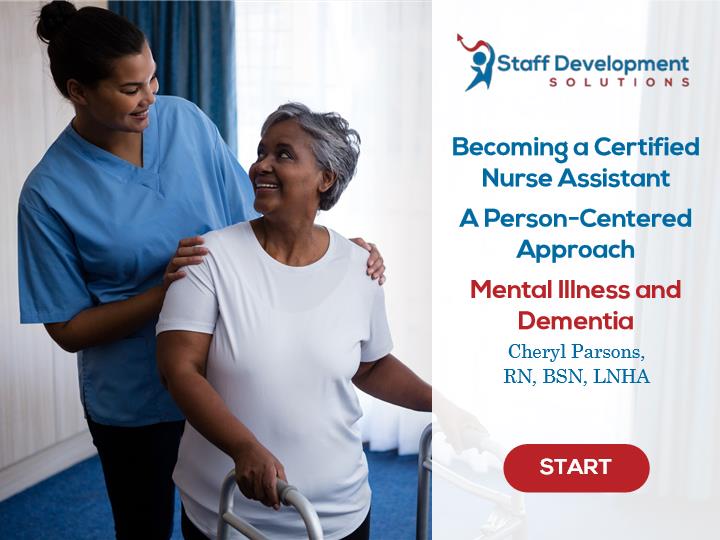 Staff Development
SOLUTIONS
Becoming a Certified
Nurse Assistant
A Person-Centered
Approach
Mental Illness and
Dementia
Cheryl Parsons,
RN, BSN, LNHA
START